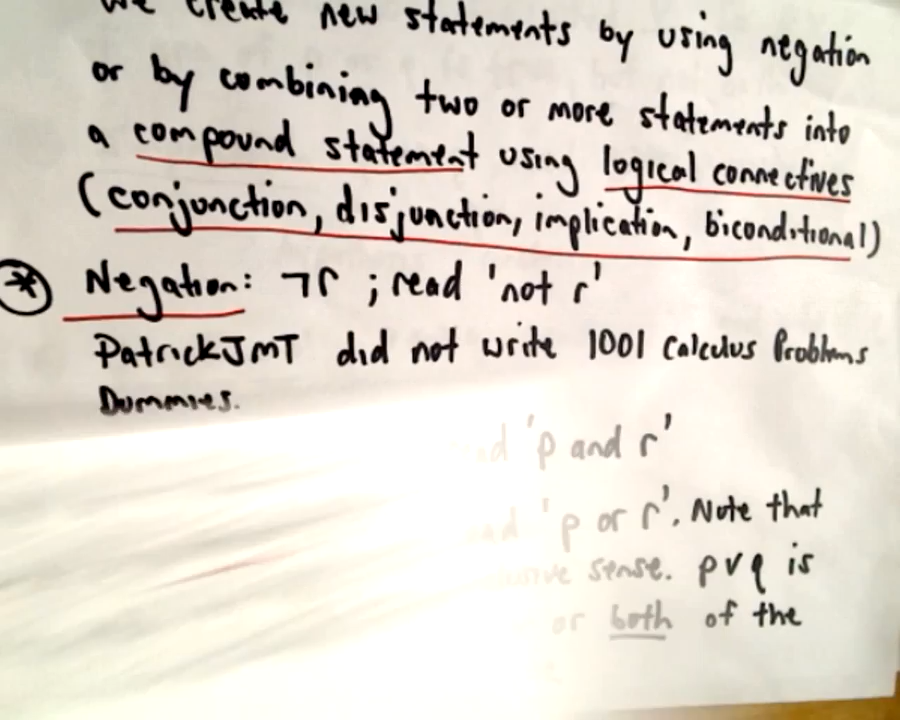 we create new statements by using negation
or by combining two or more statements into
a compound statement using logical connectives
(conjunction, disjunction, implication, biconditional)
* Negation: ¬r ; read 'not r'
PatrickJMT did not write 1001 Calculus Problems
Dummies.
'p and r'
'p or r'. Note that
sense. p∨q is
or both of the